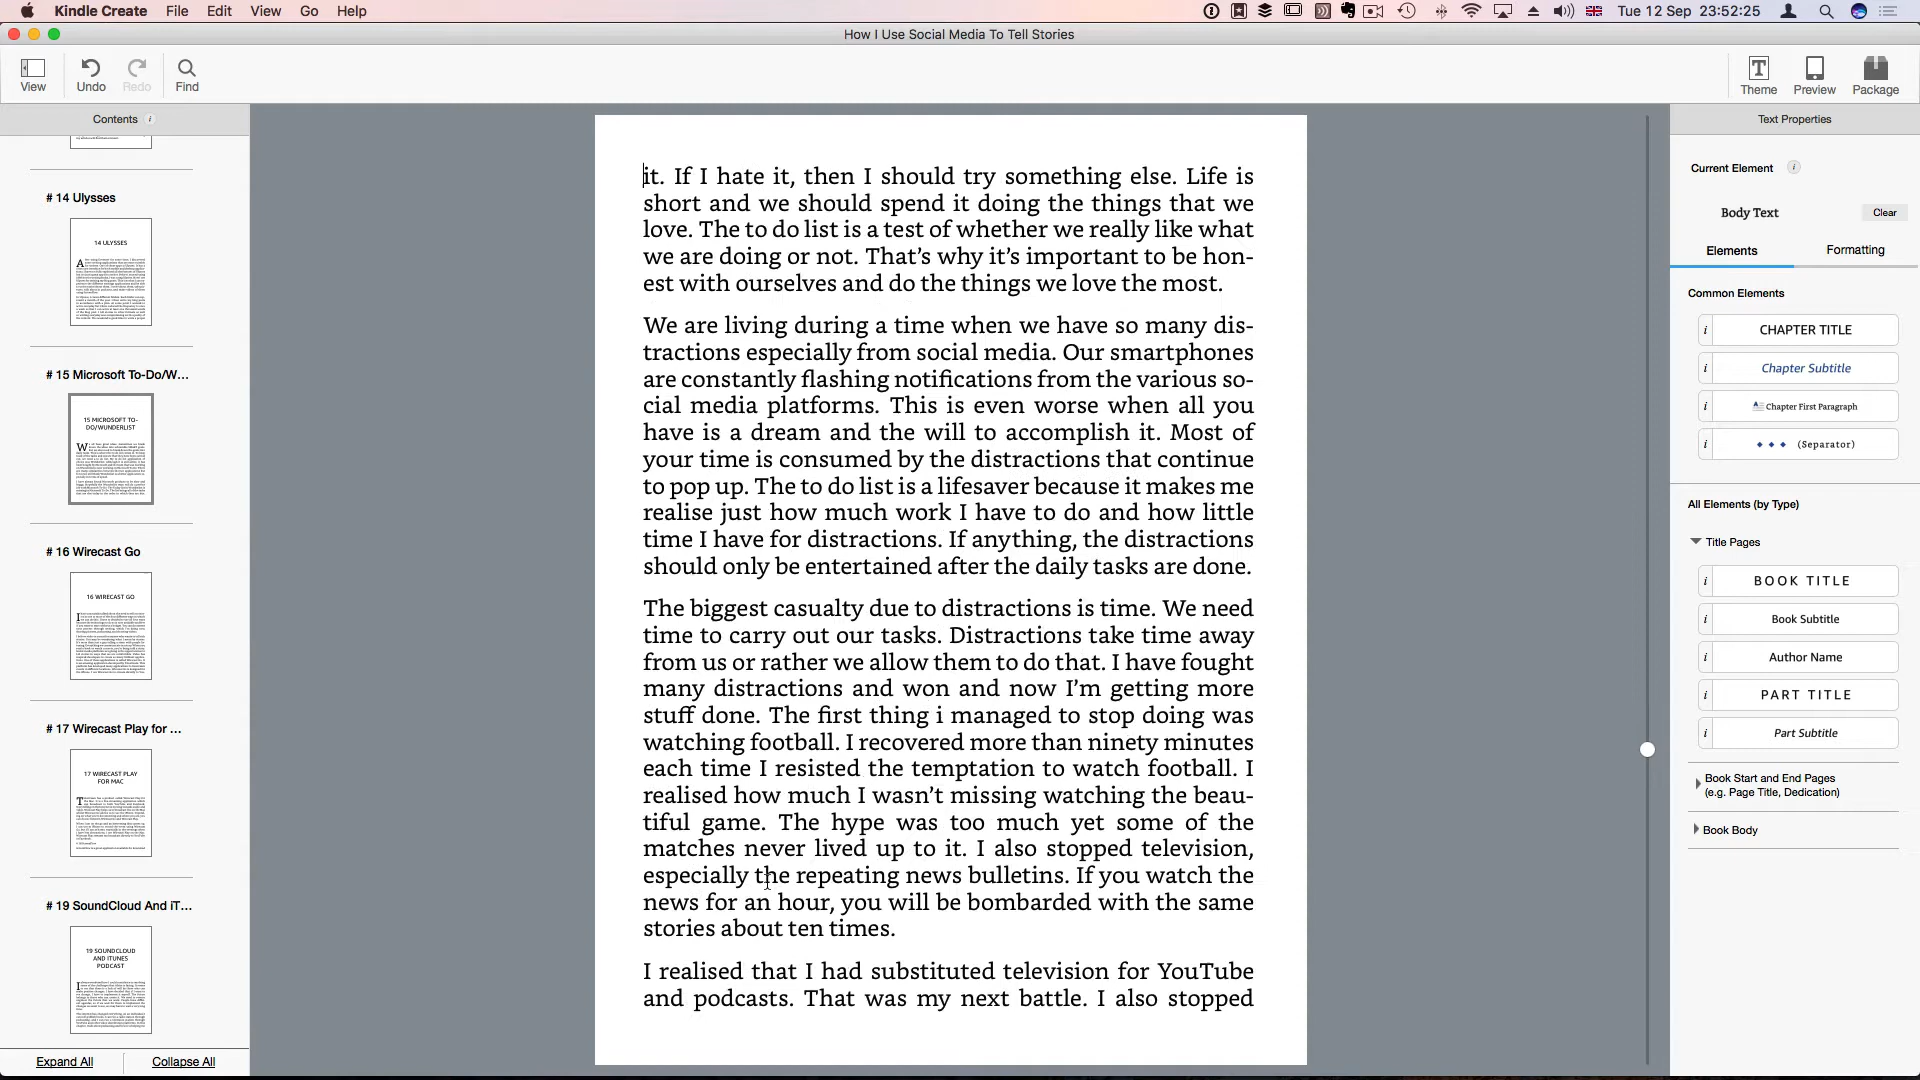 Kindle Create File Edit View Go Help
Tue 12 Sep 23:52:25
How I Use Social Media To Tell Stories
View
Undo
Redo
Find
Theme
Preview
Package
Contents
# 14 Ulysses
14 ULYSSES
# 15 Microsoft To-Do/W...
15 MICROSOFT TO-
DO/WUNDERLIST
# 16 Wirecast Go
16 WIRECAST GO
# 17 Wirecast Play for ...
17 WIRECAST PLAY
FOR MAC
# 19 SoundCloud And iT...
19 SOUNDCLOUD
AND ITUNES
PODCAST
Expand All
Collapse All
it. If I hate it, then I should try something else. Life is
short and we should spend it doing the things that we
love. The to do list is a test of whether we really like what
we are doing or not. That’s why it’s important to be hon-
est with ourselves and do the things we love the most.
We are living during a time when we have so many dis-
tractions especially from social media. Our smartphones
are constantly flashing notifications from the various so-
cial media platforms. This is even worse when all you
have is a dream and the will to accomplish it. Most of
your time is consumed by the distractions that continue
to pop up. The to do list is a lifesaver because it makes me
realise just how much work I have to do and how little
time I have for distractions. If anything, the distractions
should only be entertained after the daily tasks are done.
The biggest casualty due to distractions is time. We need
time to carry out our tasks. Distractions take time away
from us or rather we allow them to do that. I have fought
many distractions and won and now I’m getting more
stuff done. The first thing i managed to stop doing was
watching football. I recovered more than ninety minutes
each time I resisted the temptation to watch football. I
realised how much I wasn’t missing watching the beau-
tiful game. The hype was too much yet some of the
matches never lived up to it. I also stopped television,
especially the repeating news bulletins. If you watch the
news for an hour, you will be bombarded with the same
stories about ten times.
I realised that I had substituted television for YouTube
and podcasts. That was my next battle. I also stopped
Text Properties
Current Element
Body Text
Clear
Elements
Formatting
Common Elements
CHAPTER TITLE
Chapter Subtitle
Chapter First Paragraph
(Separator)
All Elements (by Type)
Title Pages
BOOK TITLE
Book Subtitle
Author Name
PART TITLE
Part Subtitle
Book Start and End Pages
(e.g. Page Title, Dedication)
Book Body